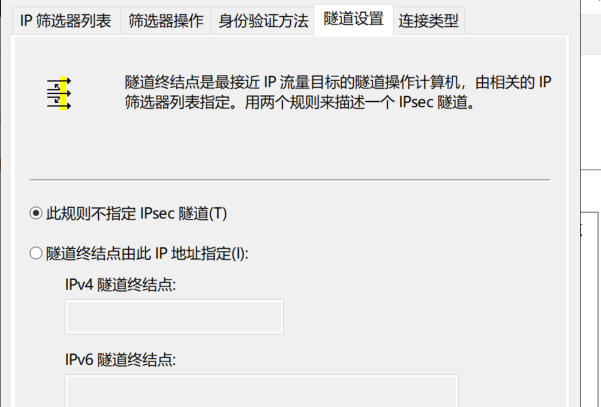 IP 筛选器列表 筛选器操作 身份验证方法 隧道设置 连接类型
隧道终结点是最接近 IP 流量目标的隧道操作计算机，由相关的 IP
筛选器列表指定。用两个规则来描述一个 IPsec 隧道。
此规则不指定 IPsec 隧道(T)
隧道终结点由此 IP 地址指定(I):
IPv4 隧道终结点:
IPv6 隧道终结点: